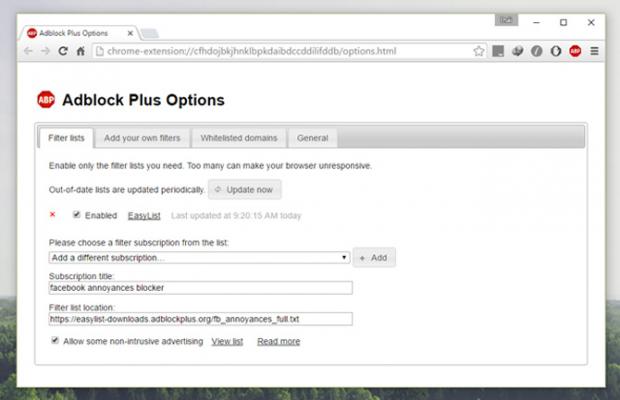 ABP Adblock Plus Options
chrome-extension://cfhdojbkjhnklbpkdaibdccddilifddb/options.html
ABP
ABP Adblock Plus Options
Filter lists Add your own filters Whitelisted domains General
Enable only the filter lists you need. Too many can make your browser unresponsive.
Out-of-date lists are updated periodically. Update now
Enabled EasyList Last updated at 9:20:15 AM today
Please choose a filter subscription from the list:
Add a different subscription... + Add
Subscription title:
facebook annoyances blocker
Filter list location:
https://easylist-downloads.adblockplus.org/fb_annoyances_full.txt
Allow some non-intrusive advertising View list Read more